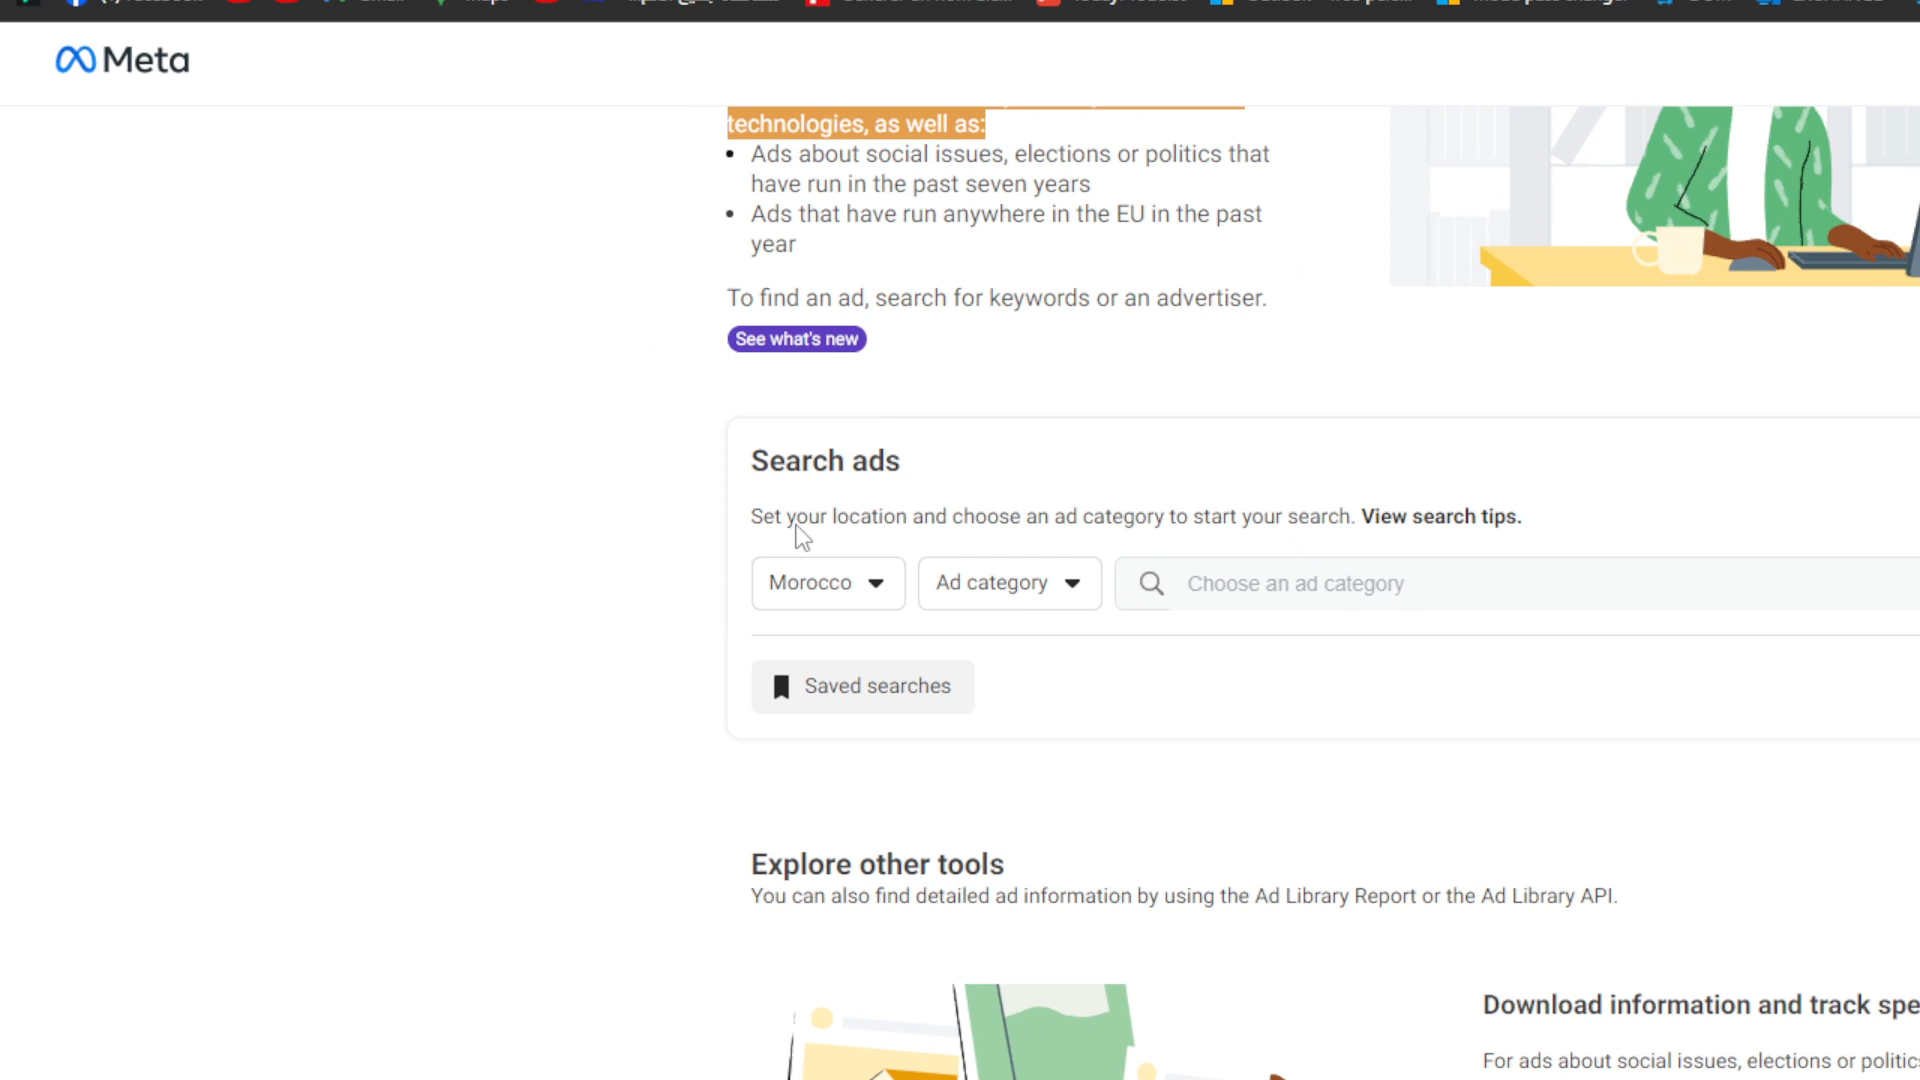 Meta
technologies, as well as:
Ads about social issues, elections or politics that
have run in the past seven years
Ads that have run anywhere in the EU in the past
year
To find an ad, search for keywords or an advertiser.
See what's new
Search ads
Set your location and choose an ad category to start your search. View search tips.
Morocco Ad category Choose an ad category
Saved searches
Explore other tools
You can also find detailed ad information by using the Ad Library Report or the Ad Library API.
Download information and track spe
For ads about social issues, elections or politics